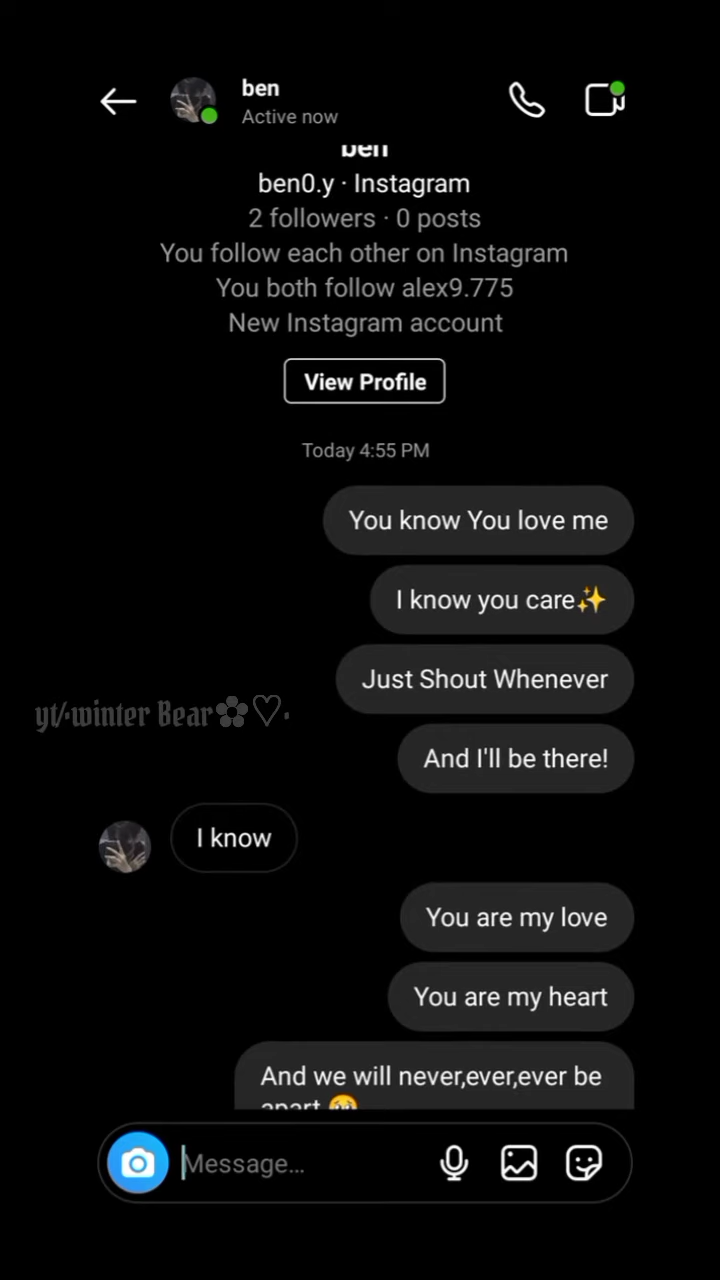 ben
Active now
ben
ben0.y · Instagram
2 followers · 0 posts
You follow each other on Instagram
You both follow alex9.775
New Instagram account
View Profile
Today 4:55 PM
You know You love me
I know you care✨
Just Shout Whenever
yt/·winter Bear✿♡·
And I'll be there!
I know
You are my love
You are my heart
And we will never,ever,ever be
apart 🥺
Message...